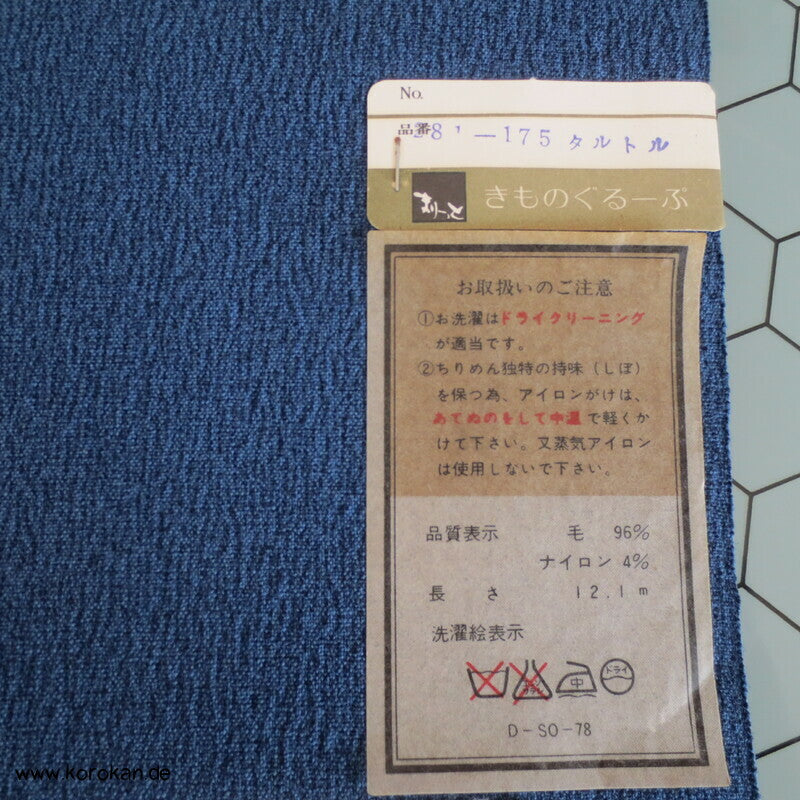 No.
品番 281-175 タルトル
きものぐるーぷ
お取扱いのご注意
①お洗濯はドライクリーニング
が適当です。
②ちりめん独特の持味（しぼ）
を保つ為、アイロンがけは、
あてぬのをして中温で軽くか
けて下さい。又蒸気アイロン
は使用しないで下さい。
品質表示 毛 96%
ナイロン 4%
長さ 12.1m
洗濯絵表示
中 ドライ
D-SO-78
www.korokan.de